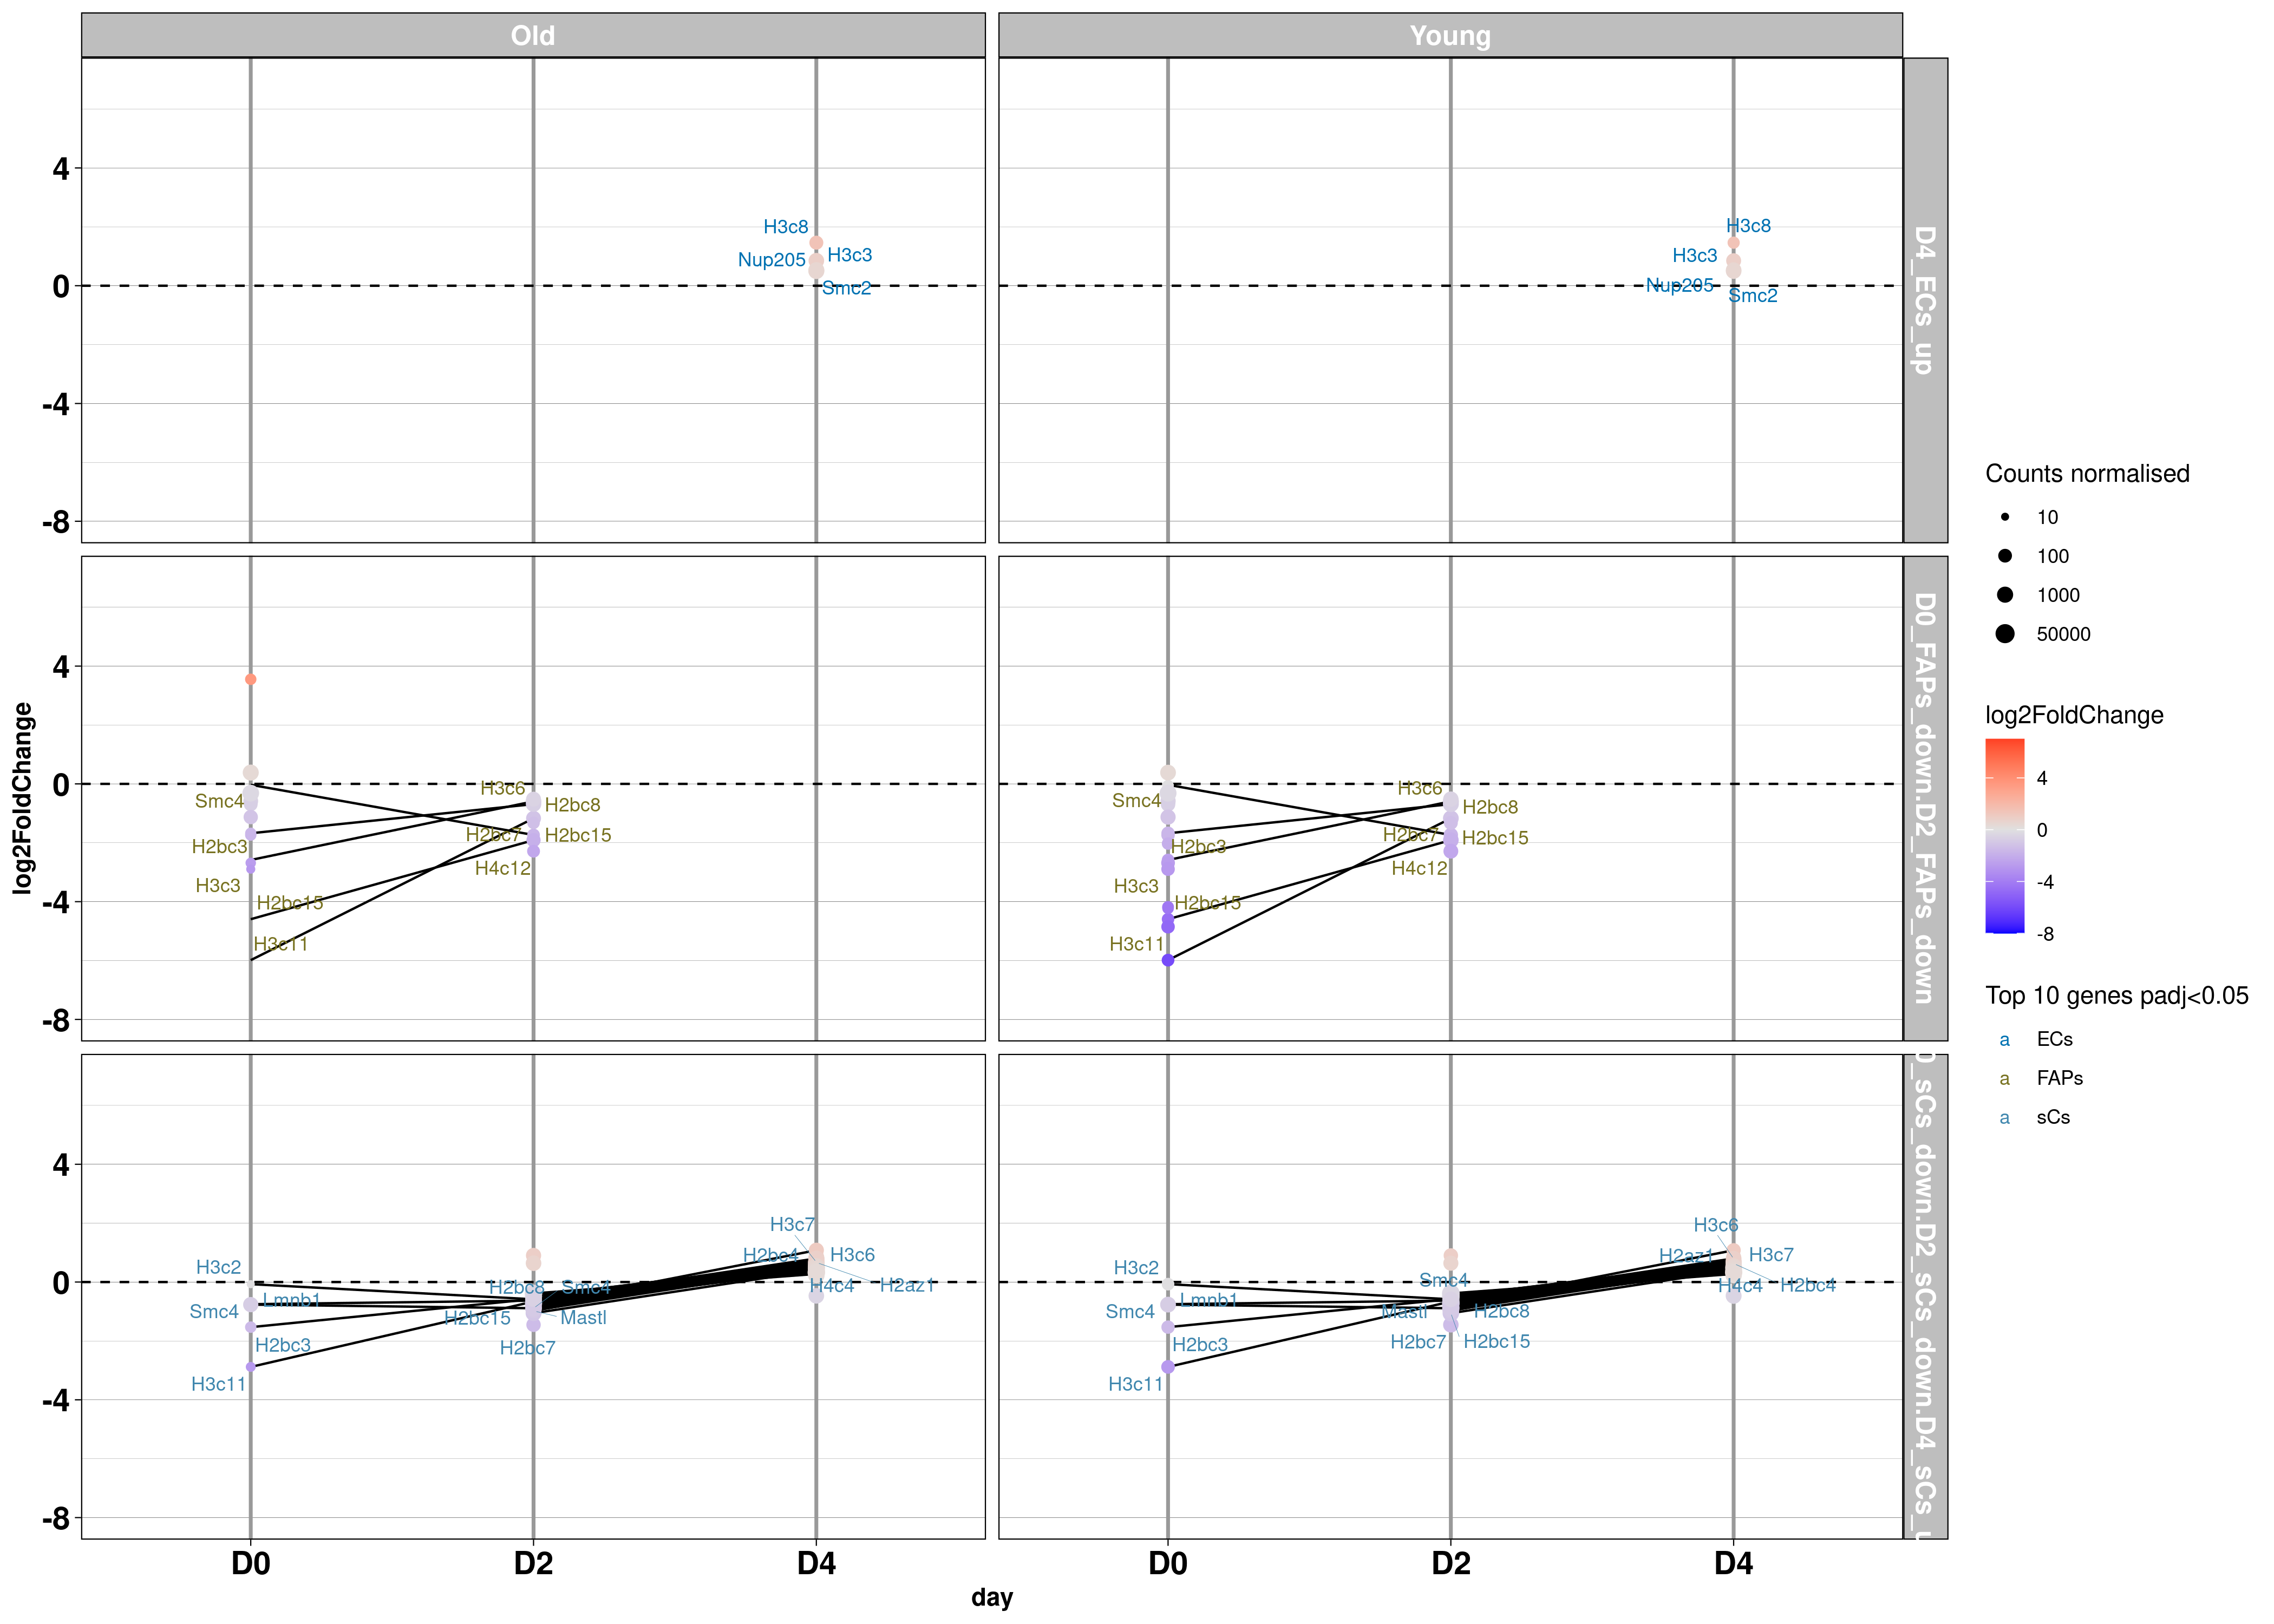 Old
Young
4
0
-4
-8
H3c8
Nup205
H3c3
Smc2
H3c8
H3c3
Nup205
Smc2
D4_ECs_up
4
0
-4
-8
Smc4
H2bc3
H3c3
H2bc15
H3c11
H3c6
H2bc8
H2bc7
H2bc15
H4c12
Smc4
H2bc3
H3c3
H2bc15
H3c11
H3c6
H2bc8
H2bc7
H2bc15
H4c12
D0_FAPs_down.D2_FAPs_down
4
0
-4
-8
H3c2
Smc4
Lmnb1
H2bc3
H3c11
H2bc8
Smc4
H2bc15
Mastl
H2bc7
H3c7
H2bc4
H3c6
H4c4
H2az1
H3c2
Smc4
Lmnb1
H2bc3
H3c11
Smc4
Mastl
H2bc8
H2bc7
H2bc15
H3c6
H2az1
H3c7
H4c4
H2bc4
0_sCs_down.D2_sCs_down.D4_sCs_u
D0
D2
D4
D0
D2
D4
day
log2FoldChange
Counts normalised
10
100
1000
50000
log2FoldChange
4
0
-4
-8
Top 10 genes padj<0.05
a ECs
a FAPs
a sCs